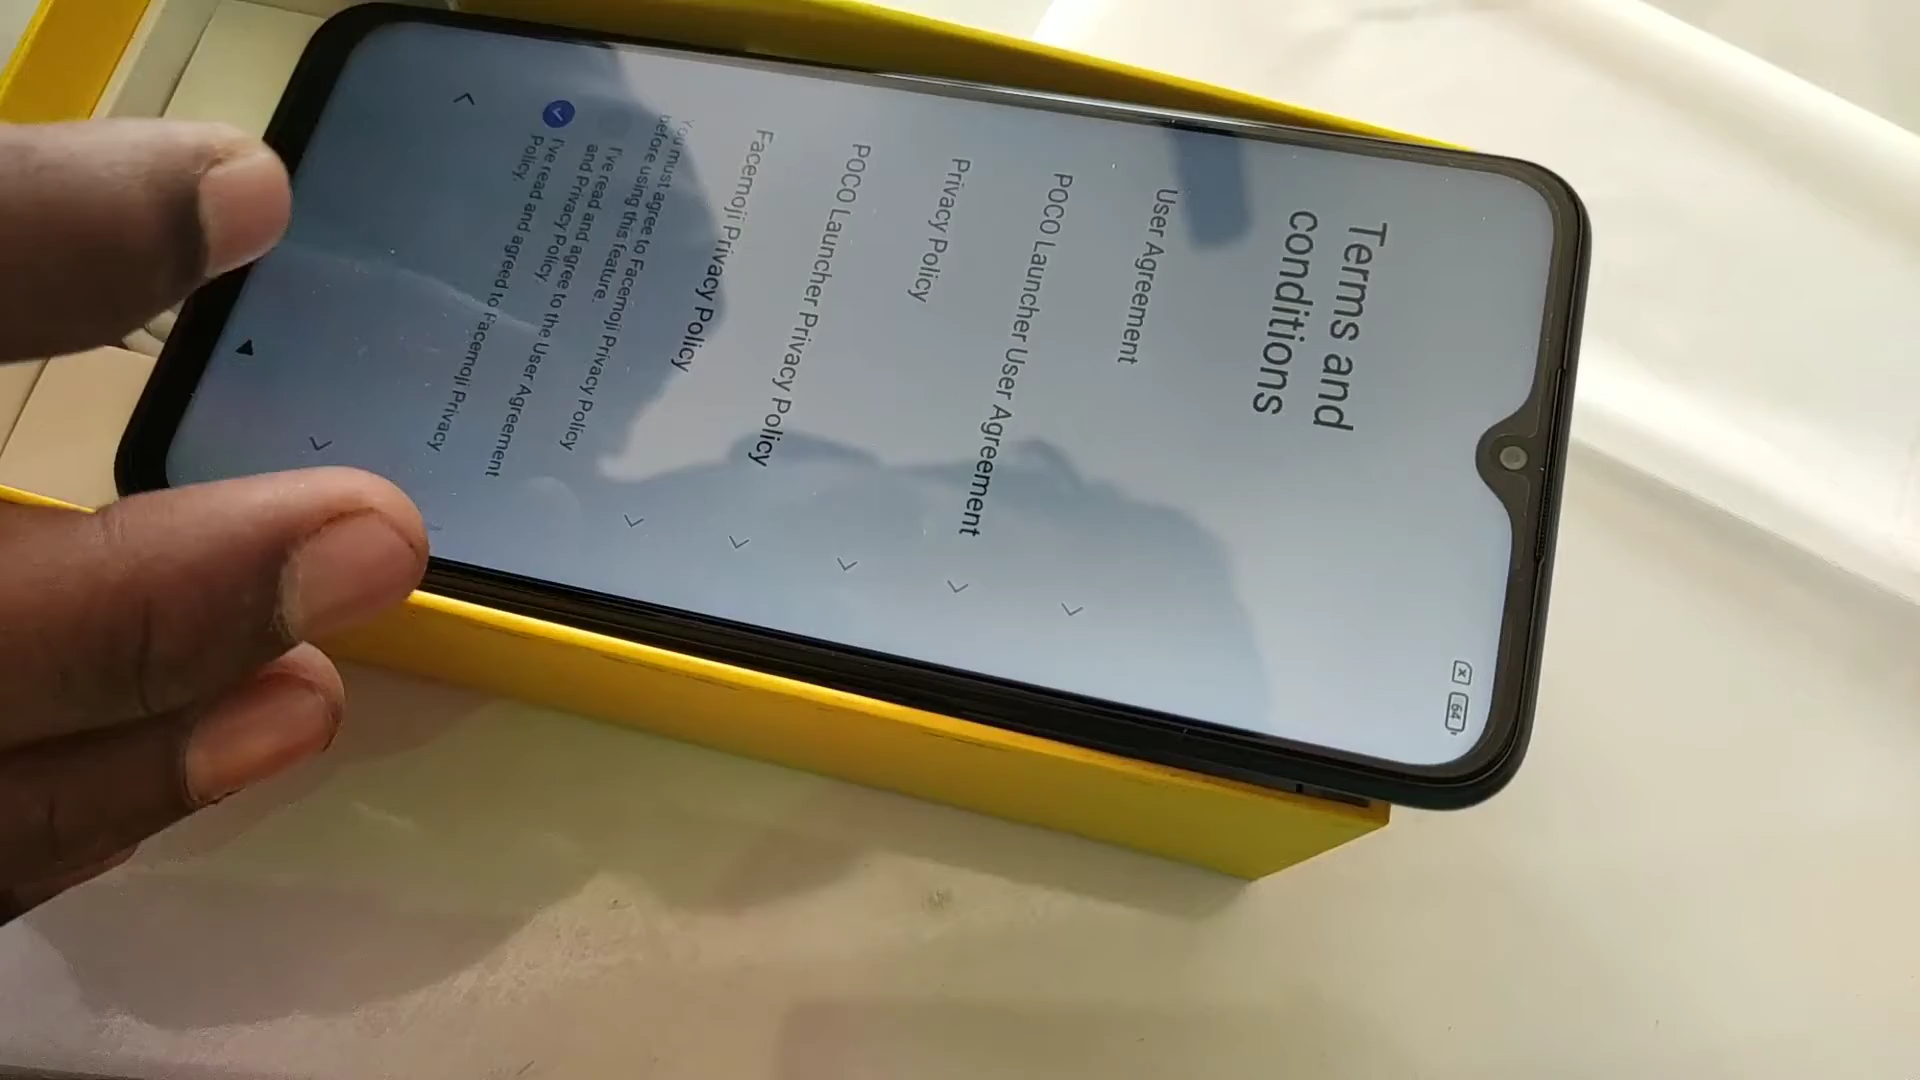 64
Terms and
conditions
User Agreement
POCO Launcher User Agreement
Privacy Policy
POCO Launcher Privacy Policy
Facemoji Privacy Policy
You must agree to Facemoji Privacy Policy
before using this feature.
I've read and agree to the User Agreement
and Privacy Policy.
I've read and agreed to Facemoji Privacy
Policy.